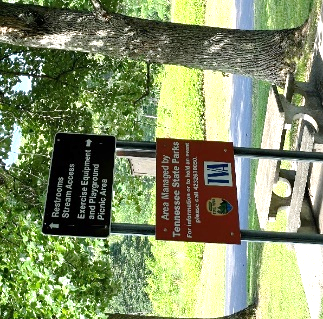 Restrooms
Stream Access
Exercise Equipment
and Playground
Picnic Area
Area Managed by
Tennessee State Parks
For information or to hold an event
please call